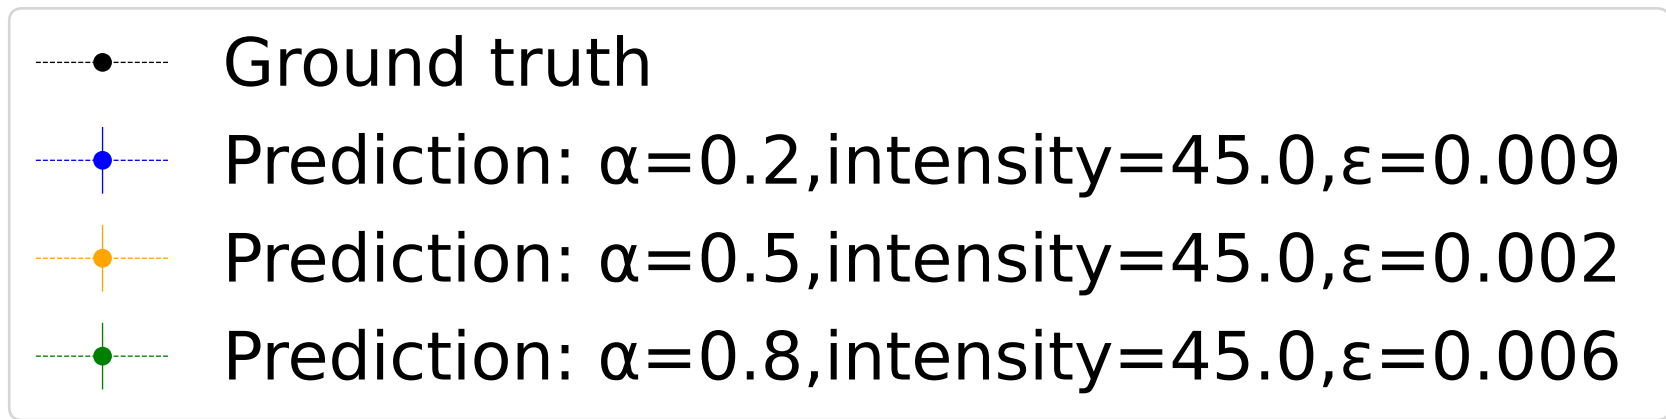 Ground truth
Prediction: α=0.2,intensity=45.0,ε=0.009
Prediction: α=0.5,intensity=45.0,ε=0.002
Prediction: α=0.8,intensity=45.0,ε=0.006